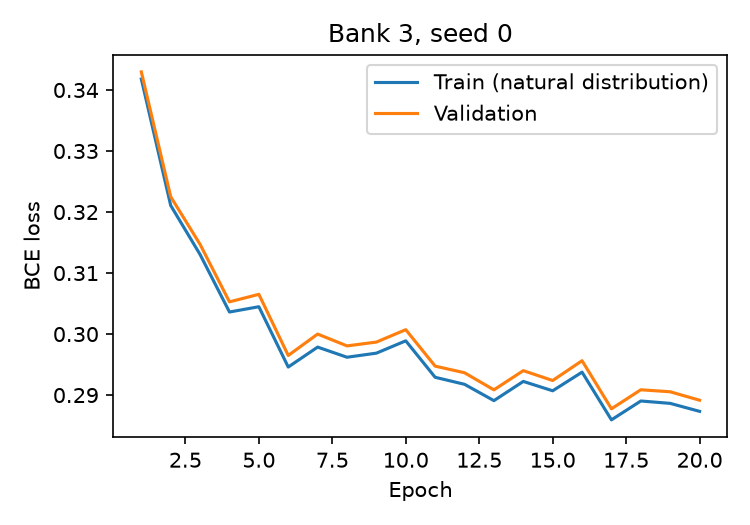 Bank 3, seed 0
Train (natural distribution)
Validation
0.34
0.33
0.32
0.31
0.30
0.29
BCE loss
2.5 5.0 7.5 10.0 12.5 15.0 17.5 20.0
Epoch